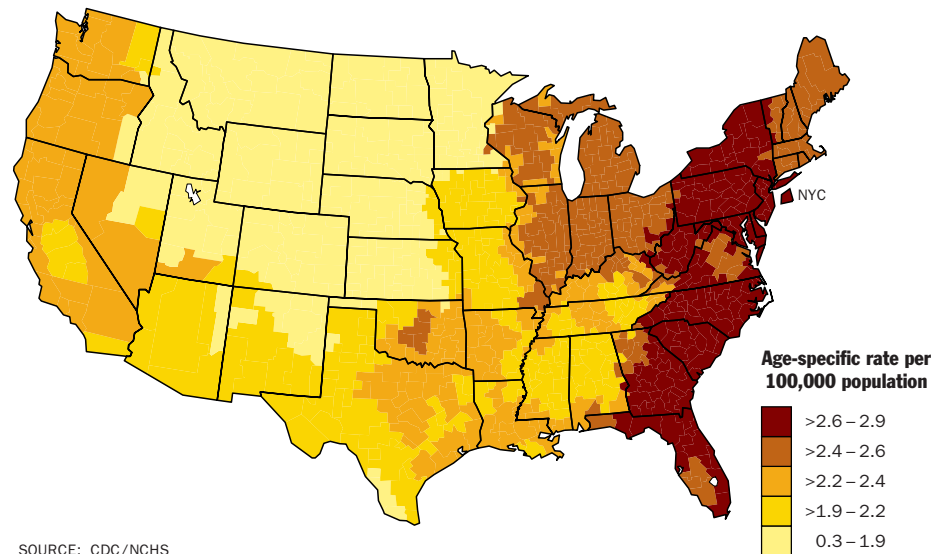 NYC
Age-specific rate per
100,000 population
>2.6–2.9
>2.4–2.6
>2.2–2.4
>1.9–2.2
0.3–1.9
SOURCE: CDC/NCHS